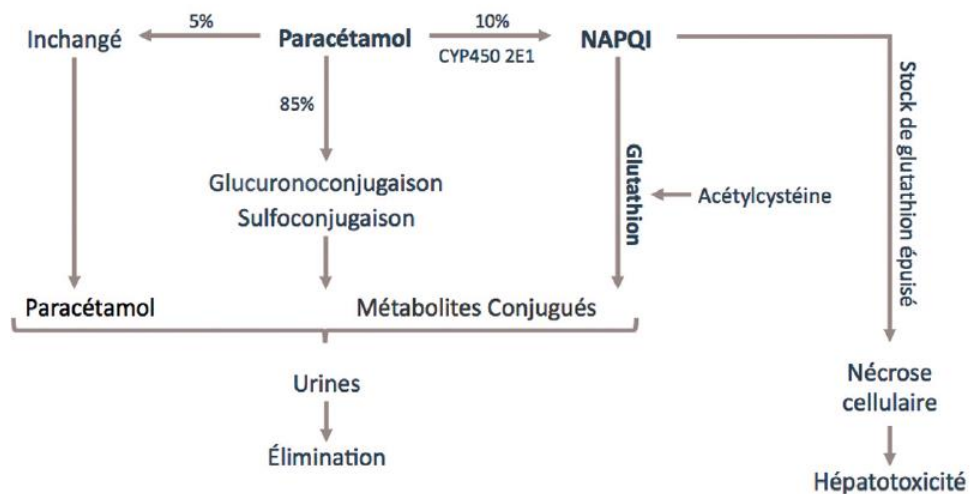 5%
10%
Inchangé
Paracétamol
NAPQI
CYP450 2E1
85%
Stock de glutathion épuisé
Glucuronoconjugaison
Sulfoconjugaison
Glutathion
Acétylcystéine
Paracétamol
Métabolites Conjugués
Urines
Nécrose
cellulaire
Élimination
Hépatotoxicité